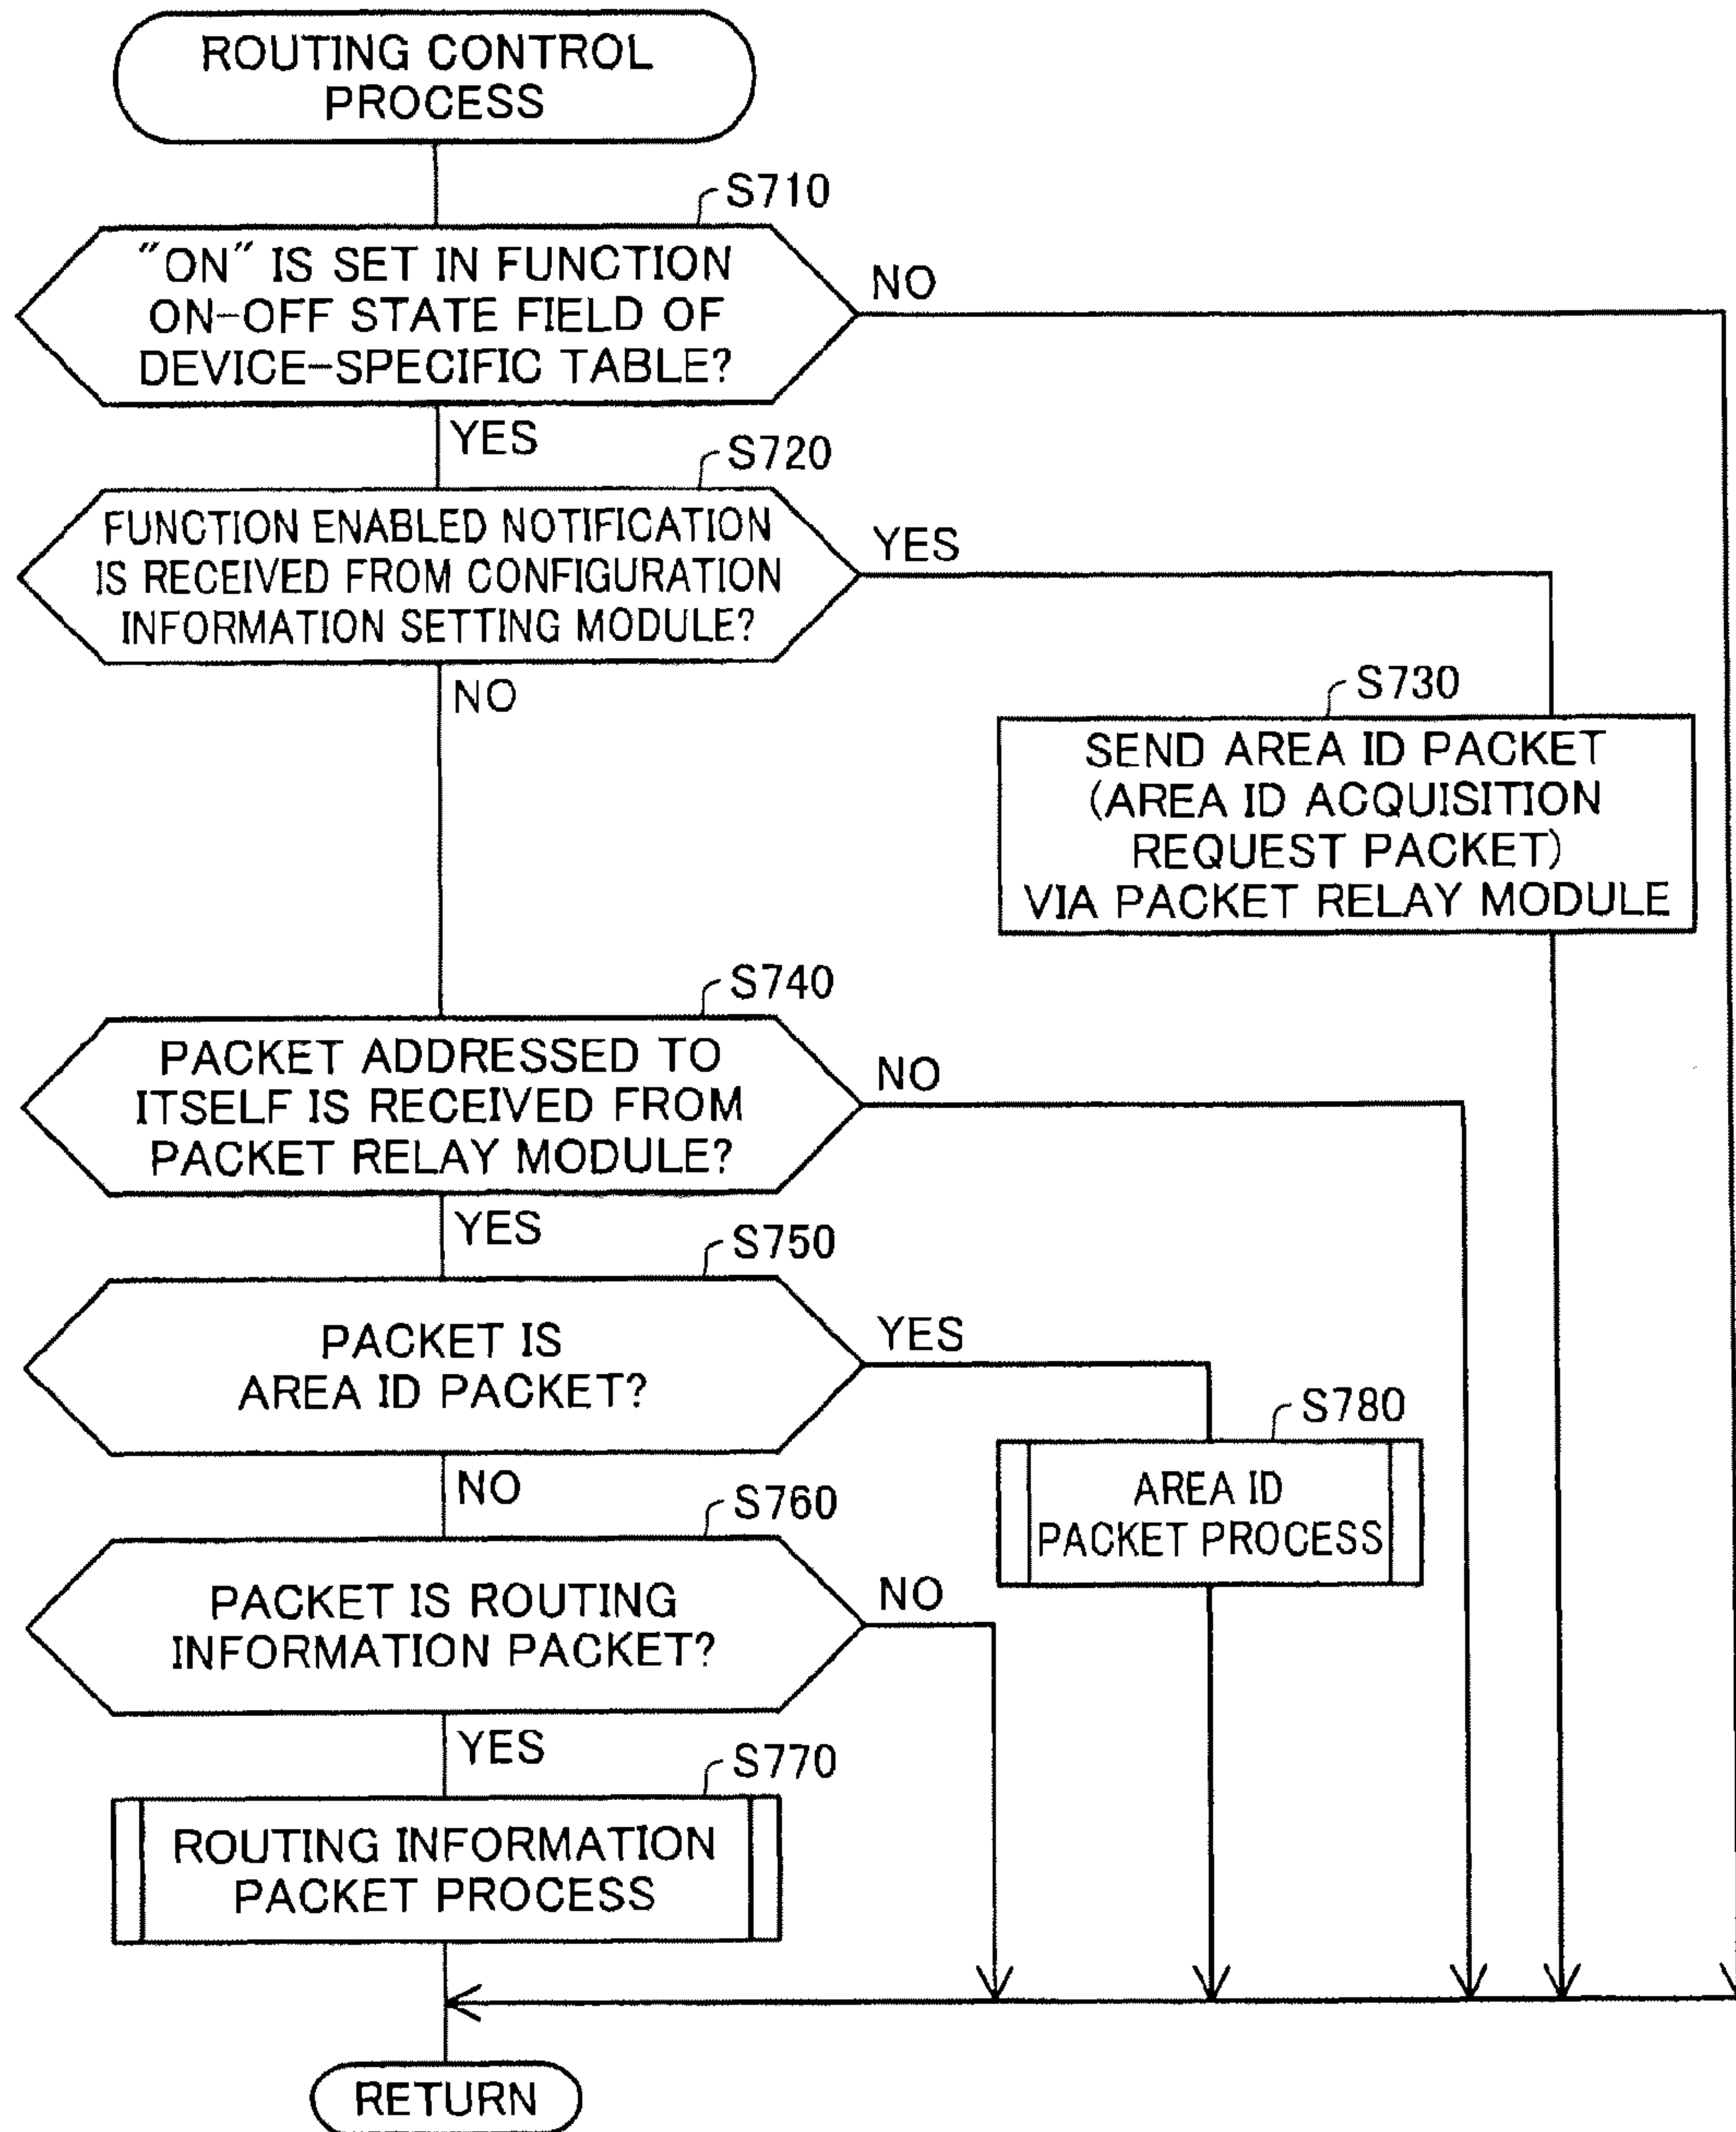 ROUTING CONTROL
PROCESS
S710
"ON" IS SET IN FUNCTION
ON-OFF STATE FIELD OF
DEVICE-SPECIFIC TABLE?
NO
YES
S720
FUNCTION ENABLED NOTIFICATION
IS RECEIVED FROM CONFIGURATION
INFORMATION SETTING MODULE?
YES
NO
S730
SEND AREA ID PACKET
(AREA ID ACQUISITION
REQUEST PACKET)
VIA PACKET RELAY MODULE
S740
PACKET ADDRESSED TO
ITSELF IS RECEIVED FROM
PACKET RELAY MODULE?
NO
YES
S750
PACKET IS
AREA ID PACKET?
YES
S780
AREA ID
PACKET PROCESS
NO
S760
PACKET IS ROUTING
INFORMATION PACKET?
NO
YES
S770
ROUTING INFORMATION
PACKET PROCESS
RETURN